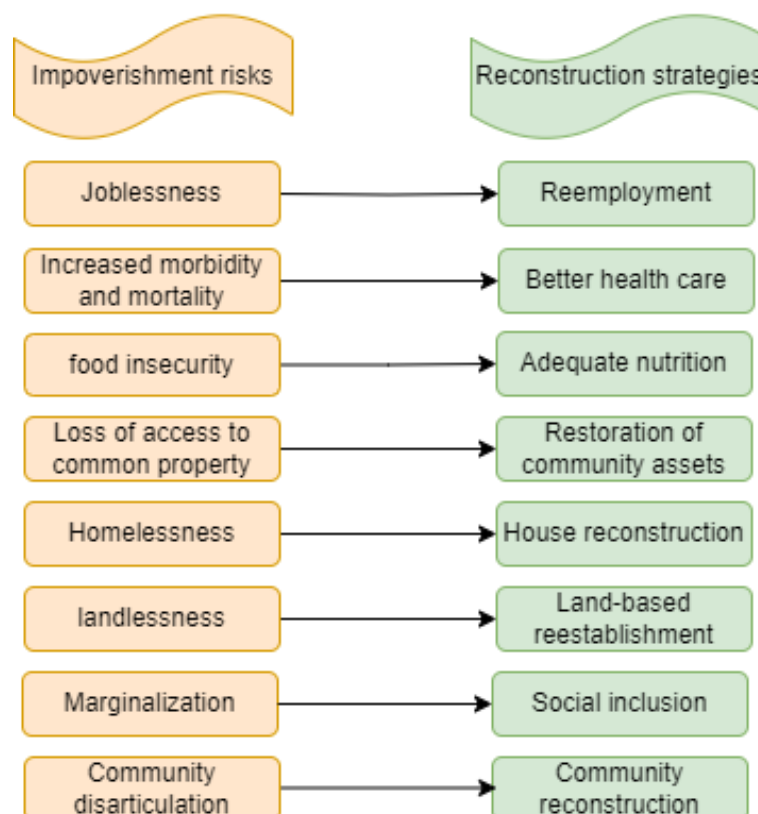 Impoverishment risks
Reconstruction strategies
Joblessness
Reemployment
Increased morbidity
and mortality
Better health care
food insecurity
Adequate nutrition
Loss of access to
common property
Restoration of
community assets
Homelessness
House reconstruction
landlessness
Land-based
reestablishment
Marginalization
Social inclusion
Community
disarticulation
Community
reconstruction